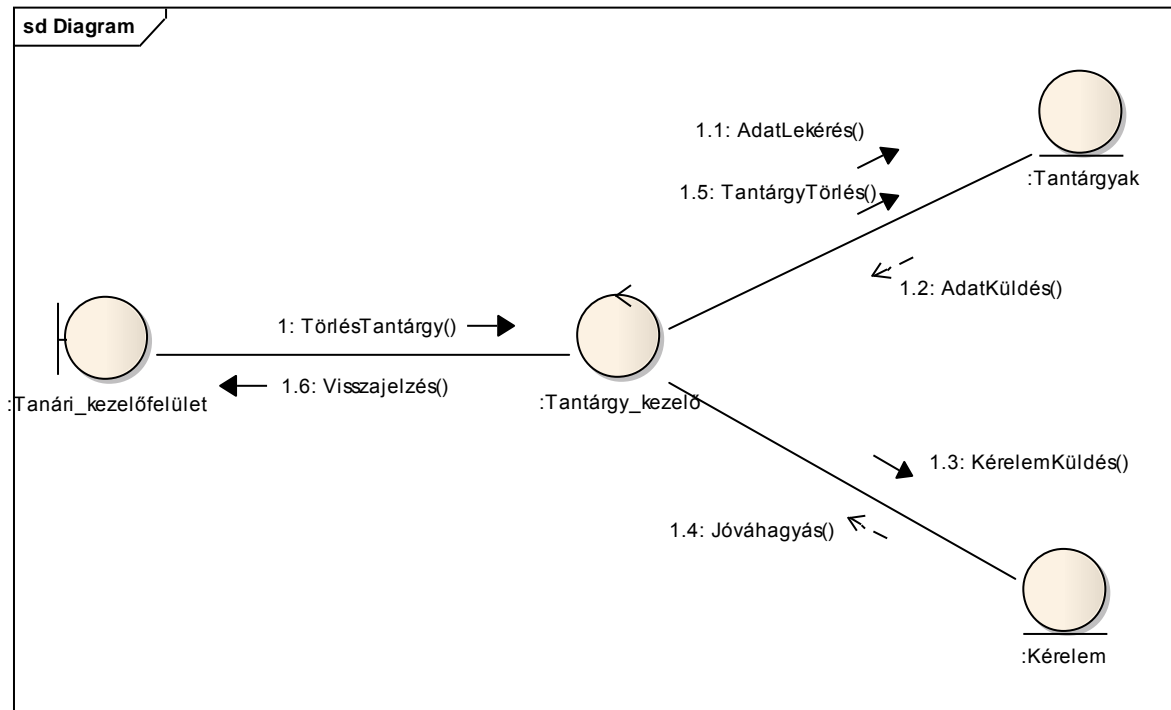 sd Diagram
1.1: AdatLekérés()
:Tantárgyak
1.5: TantárgyTörlés()
1.2: AdatKüldés()
1: TörlésTantárgy()
1.6: Visszajelzés()
:Tanári_kezelőfelület
:Tantárgy_kezelő
1.3: KérelemKüldés()
1.4: Jóváhagyás()
:Kérelem